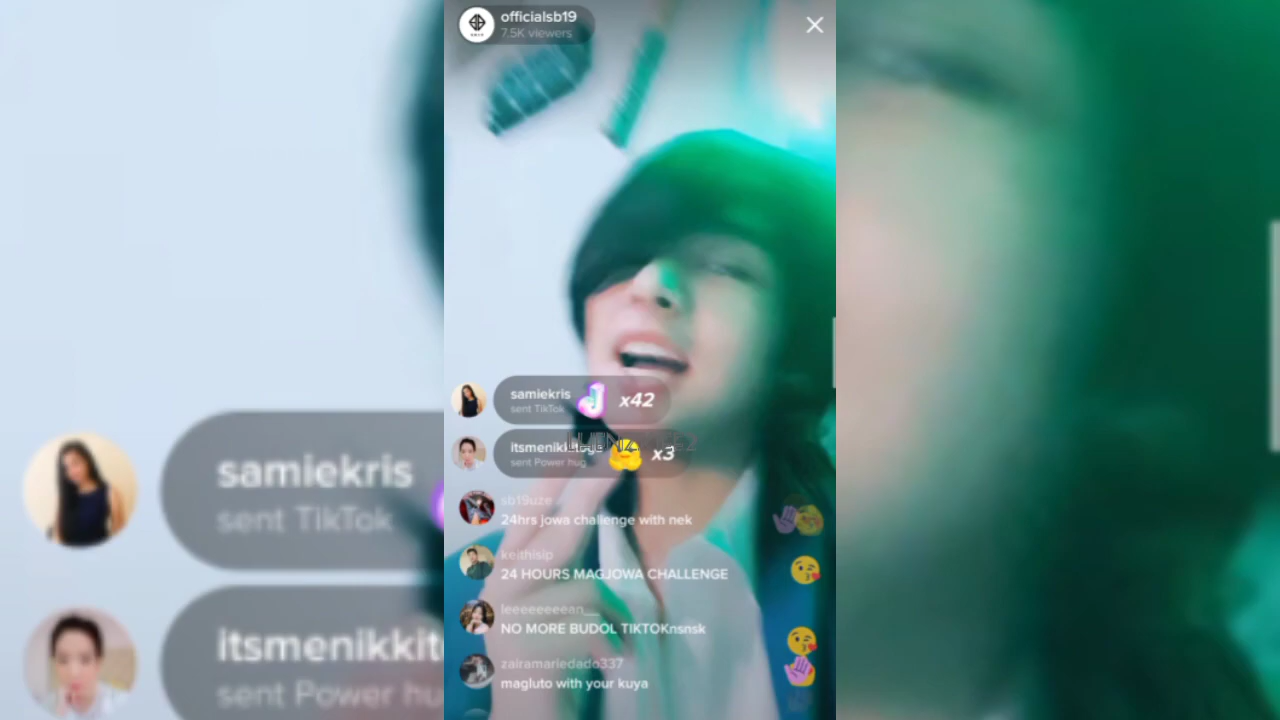 officialsb19
7.5K viewers
samiekris
sent TikTok
x42
sent Power hug
x3
sb19uze
24hrs jowa challenge with nek
keithisip
24 HOURS MAGJOWA CHALLENGE
leeeeeeeean__
NO MORE BUDOL TIKTOKnsnsk
zairamariedado337
magluto with your kuya
samiekris
sent TikTok
itsmenikkit
sent Power hu